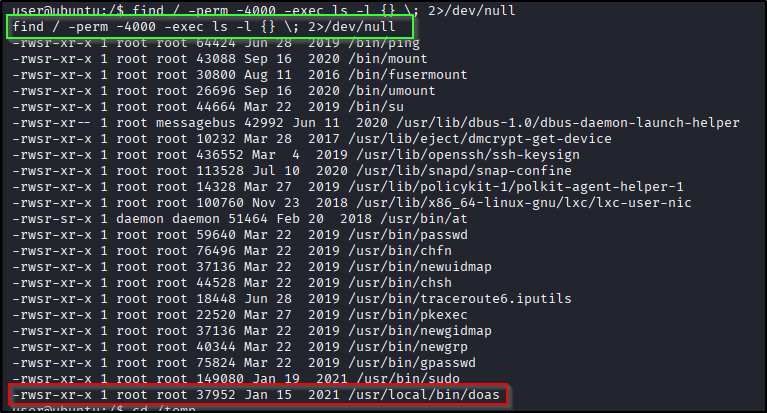 user@ubuntu:/$ find / -perm -4000 -exec ls -l {} \; 2>/dev/null
find / -perm -4000 -exec ls -l {} \; 2>/dev/null
-rwsr-xr-x 1 root root 64424 Jun 28  2019 /bin/ping
-rwsr-xr-x 1 root root 43088 Sep 16  2020 /bin/mount
-rwsr-xr-x 1 root root 30800 Aug 11  2016 /bin/fusermount
-rwsr-xr-x 1 root root 26696 Sep 16  2020 /bin/umount
-rwsr-xr-x 1 root root 44664 Mar 22  2019 /bin/su
-rwsr-xr-- 1 root messagebus 42992 Jun 11  2020 /usr/lib/dbus-1.0/dbus-daemon-launch-helper
-rwsr-xr-x 1 root root 10232 Mar 28  2017 /usr/lib/eject/dmcrypt-get-device
-rwsr-xr-x 1 root root 436552 Mar  4  2019 /usr/lib/openssh/ssh-keysign
-rwsr-xr-x 1 root root 113528 Jul 10  2020 /usr/lib/snapd/snap-confine
-rwsr-xr-x 1 root root 14328 Mar 27  2019 /usr/lib/policykit-1/polkit-agent-helper-1
-rwsr-xr-x 1 root root 100760 Nov 23  2018 /usr/lib/x86_64-linux-gnu/lxc/lxc-user-nic
-rwsr-sr-x 1 daemon daemon 51464 Feb 20  2018 /usr/bin/at
-rwsr-xr-x 1 root root 59640 Mar 22  2019 /usr/bin/passwd
-rwsr-xr-x 1 root root 76496 Mar 22  2019 /usr/bin/chfn
-rwsr-xr-x 1 root root 37136 Mar 22  2019 /usr/bin/newuidmap
-rwsr-xr-x 1 root root 44528 Mar 22  2019 /usr/bin/chsh
-rwsr-xr-x 1 root root 18448 Jun 28  2019 /usr/bin/traceroute6.iputils
-rwsr-xr-x 1 root root 22520 Mar 27  2019 /usr/bin/pkexec
-rwsr-xr-x 1 root root 37136 Mar 22  2019 /usr/bin/newgidmap
-rwsr-xr-x 1 root root 40344 Mar 22  2019 /usr/bin/newgrp
-rwsr-xr-x 1 root root 75824 Mar 22  2019 /usr/bin/gpasswd
-rwsr-xr-x 1 root root 149080 Jan 19  2021 /usr/bin/sudo
-rwsr-xr-x 1 root root 37952 Jan 15  2021 /usr/local/bin/doas
user@ubuntu:/$ cd /temp